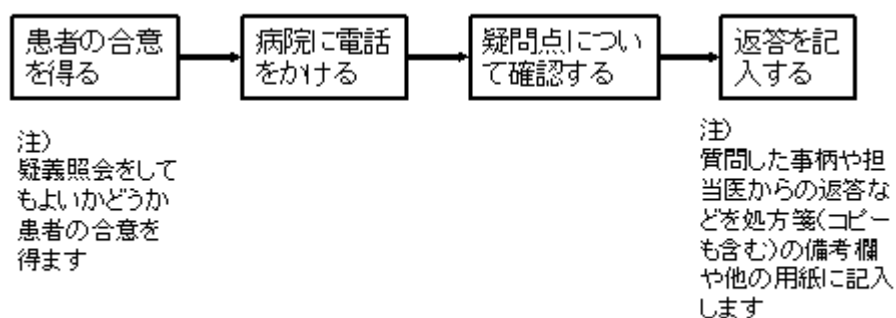 患者の合意
を得る
病院に電話
をかける
疑問点につい
て確認する
返答を記
入する
注)
疑義照会をして
もよいかどうか
患者の合意を
得ます
注)
質問した事柄や担
当医からの返答な
どを処方箋(コピー
も含む)の備考欄
や他の用紙に記入
します